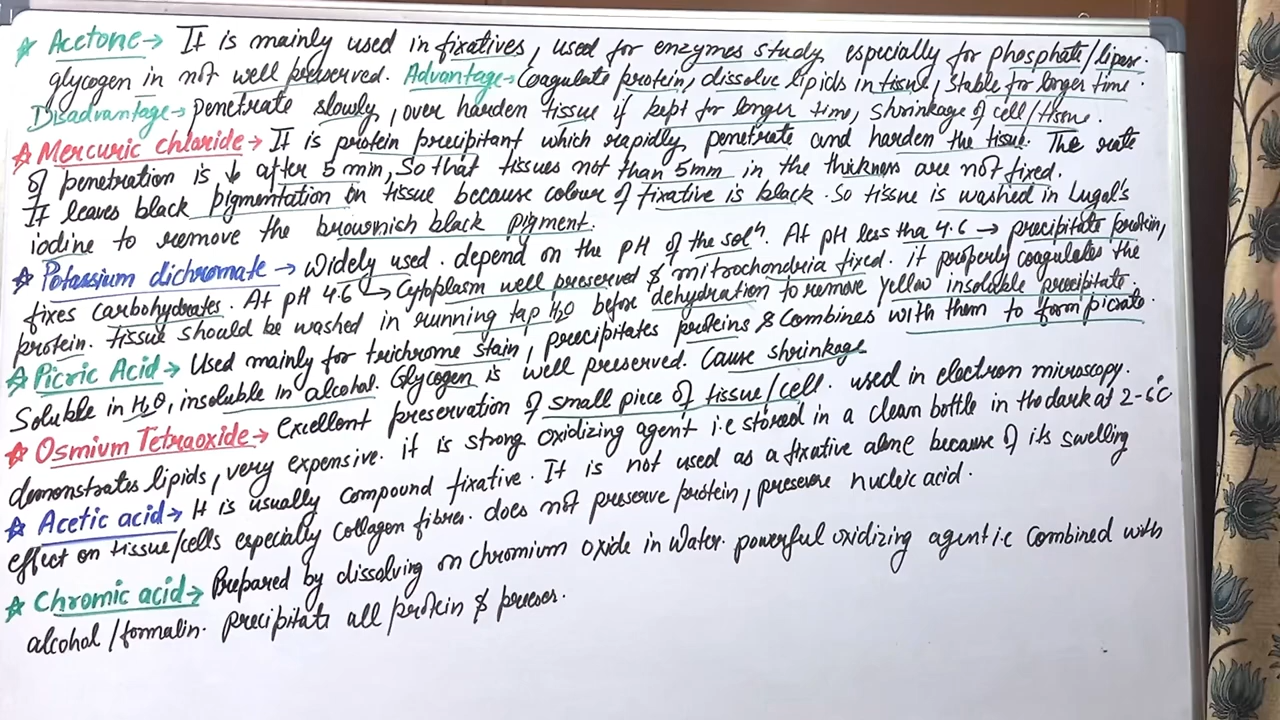 ☆ Acetone → It is mainly used in fixatives, used for enzymes study, especially for phosphate/lipase.
glycogen in not well preserved. Advantage → Coagulate protein, dissolve lipids in tissue, Stable for longer time.
Disadvantage → penetrate slowly, over harden tissue if kept for longer time, shrinkage of cell/tissue.
☆ Mercuric chloride → It is protein precipitant which rapidly penetrate and harden the tissue. The rate
of penetration is ↓ after 5 min, So that tissues not than 5mm in the thickness are not fixed.
It leaves black pigmentation on tissue because colour of fixative is black. So tissue is washed in Lugal's
iodine to remove the brownish black pigment.
☆ Potassium dichromate → Widely used. depend on the pH of the solⁿ. At pH less tha 4.6 → precipitate protein,
fixes carbohydrates. At pH 4.6 ↳ Cytoplasm well preserved & mitrochondria fixed. it properly coagulates the
protein. tissue should be washed in running tap H₂O before dehydration to remove yellow insoluble precipitate.
☆ Picric Acid → Used mainly for trichrome stain, precipitates proteins & Combines with them to form picrate.
Soluble in H₂O, insoluble in alcohol. Glycogen is well preserved. Cause shrinkage
☆ Osmium Tetraoxide → Excellent preservation of small piece of tissue/cell. used in electron microscopy.
demonstrates lipids, very expensive. it is strong oxidizing agent i.e stored in a clean bottle in the dark at 2-6°C
☆ Acetic acid → It is usually compound fixative. It is not used as a fixative alone because of its swelling
effect on tissue/cells especially Collagen fibres. does not preserve protein, preserve nucleic acid.
☆ Chromic acid → Prepared by dissolving on chromium oxide in water. powerful oxidizing agent i.e Combined with
alcohol/formalin. precipitate all protein &